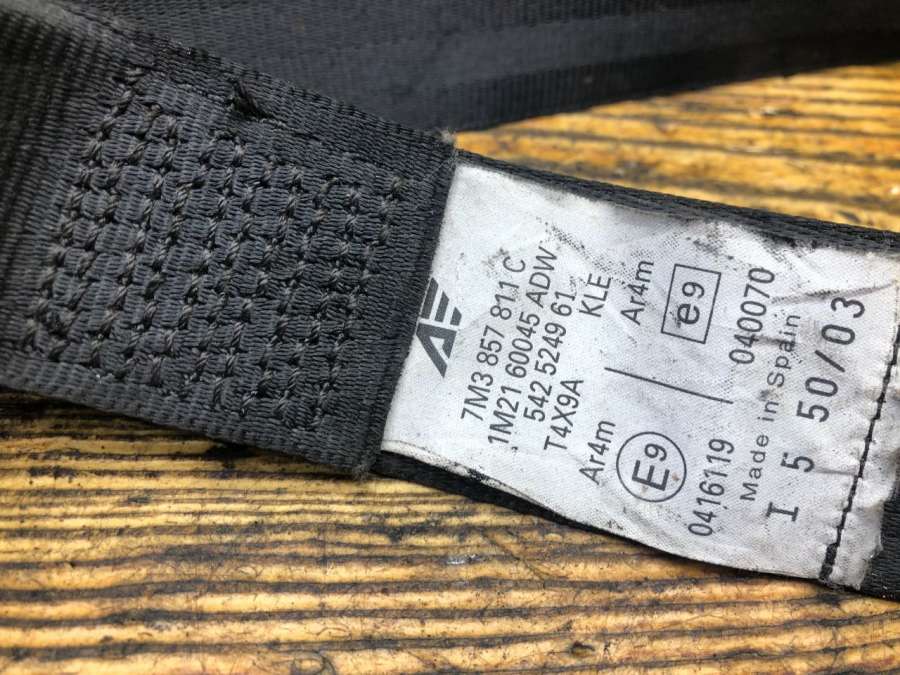 7M3 857 811 C
1M21 60045 ADW
542 5249 61
T4X9A KLE
Ar4m Ar4m
E9 e9
0416119 040070
Made in Spain
I 5 50/03